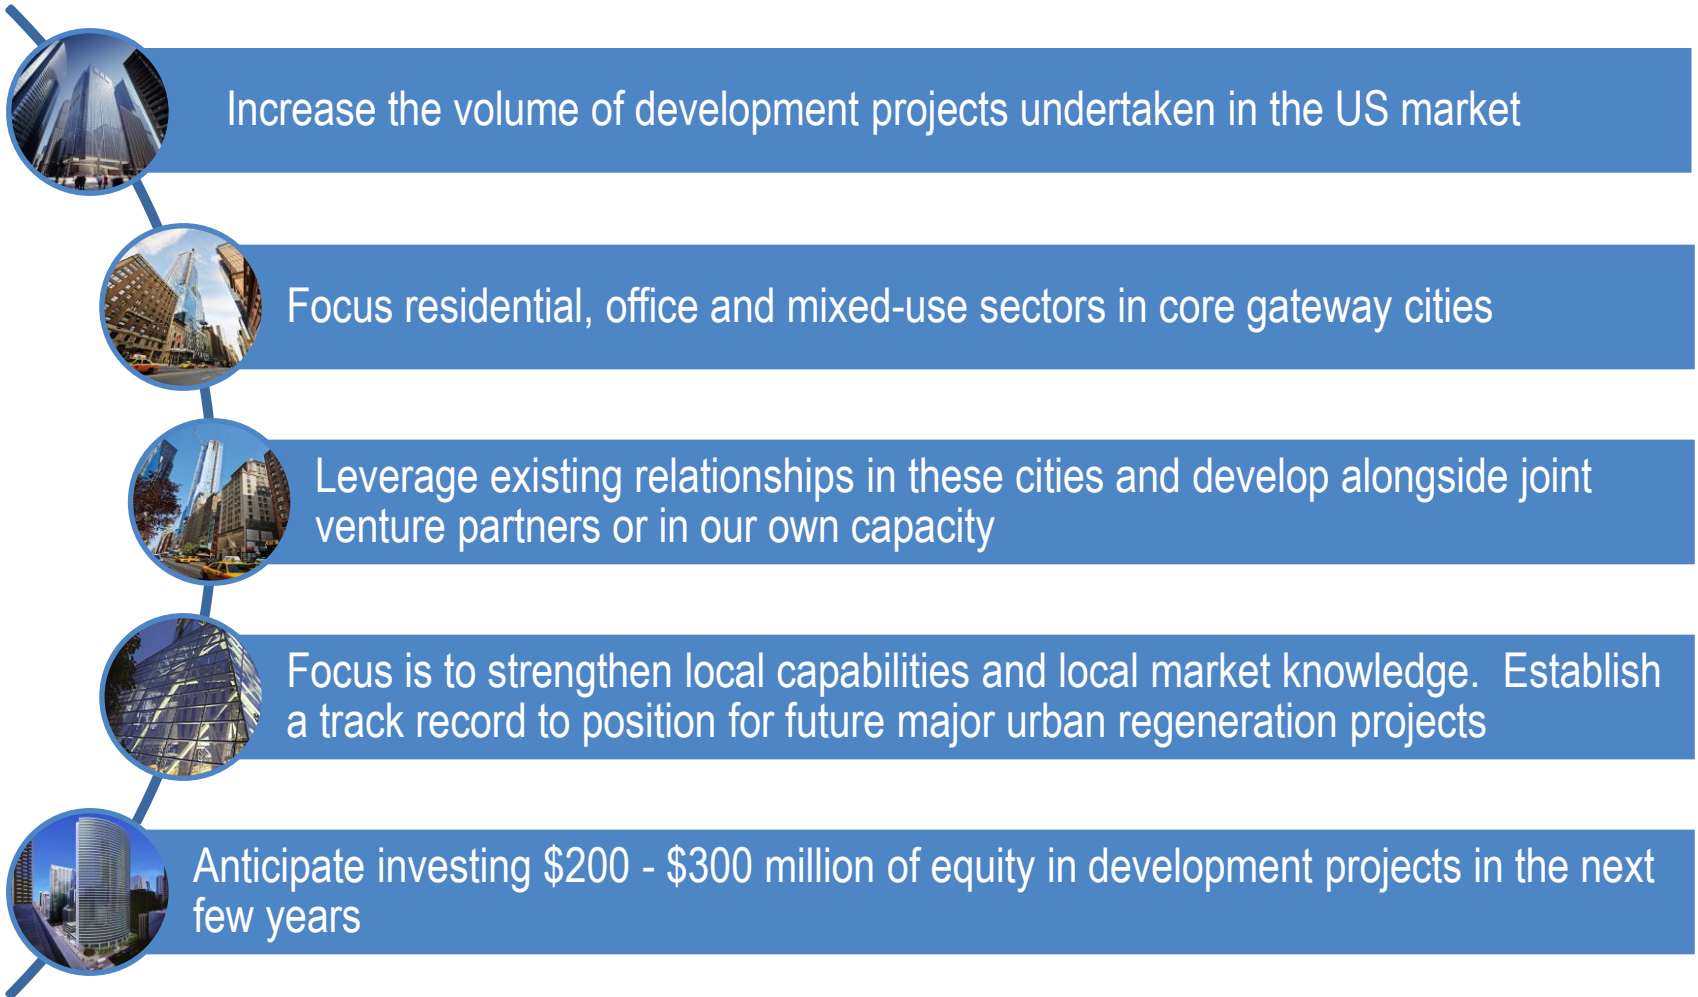 Increase the volume of development projects undertaken in the US market
Focus residential, office and mixed-use sectors in core gateway cities
Leverage existing relationships in these cities and develop alongside joint
venture partners or in our own capacity
Focus is to strengthen local capabilities and local market knowledge.  Establish
a track record to position for future major urban regeneration projects
Anticipate investing $200 - $300 million of equity in development projects in the next
few years